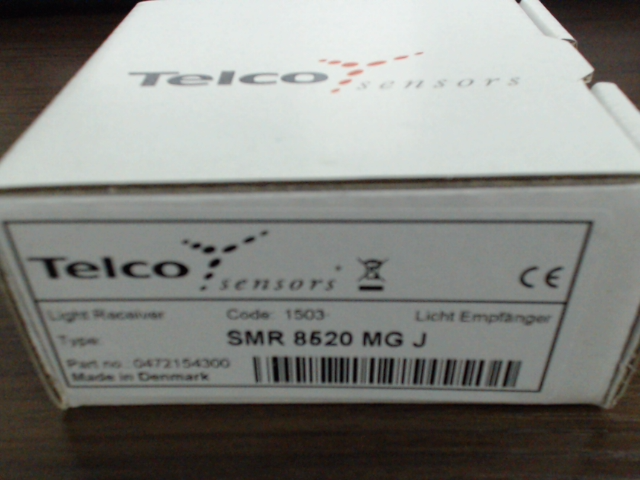 Telco sensors
Telco sensors
CE
Light Receiver Code: 1503 Licht Empfänger
Type: SMR 8520 MG J
Part no.: 0472154300
Made in Denmark